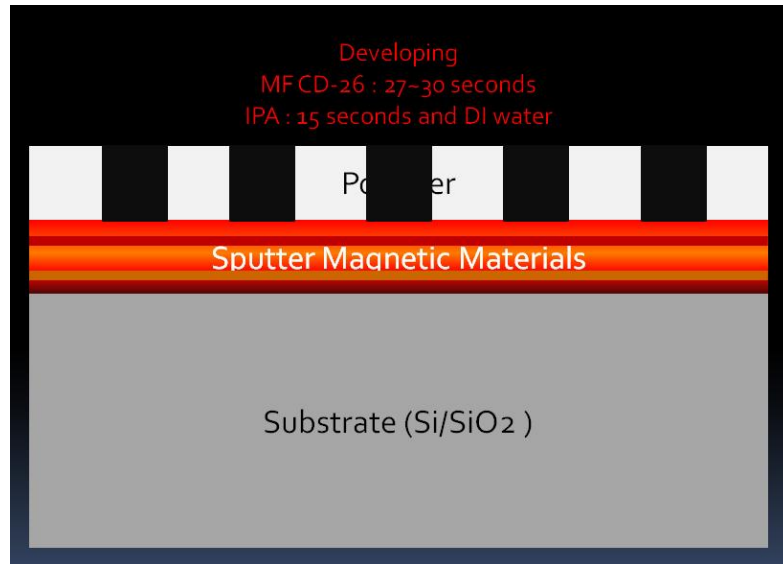 Developing
MF CD-26 : 27~30 seconds
IPA : 15 seconds and DI water
Sputter Magnetic Materials
Substrate (Si/SiO2 )